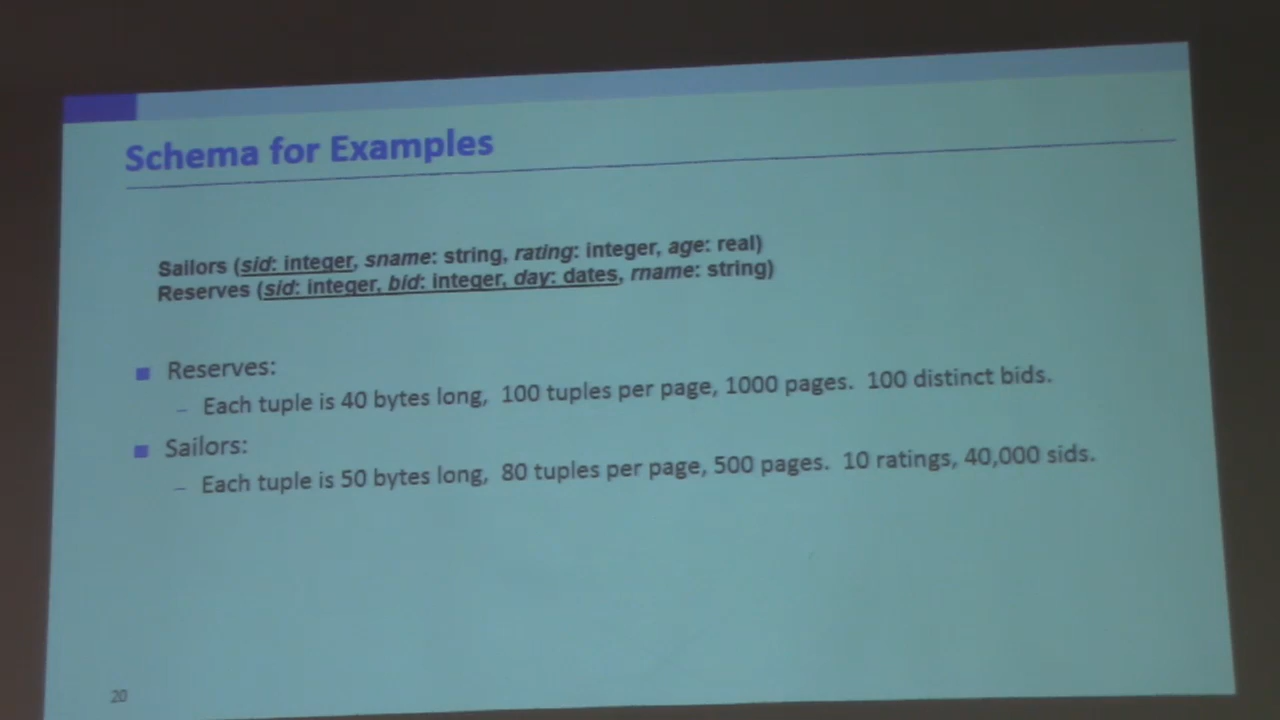 Schema for Examples
Sailors (sid: integer, sname: string, rating: integer, age: real)
Reserves (sid: integer, bid: integer, day: dates, rname: string)
■ Reserves:
– Each tuple is 40 bytes long, 100 tuples per page, 1000 pages. 100 distinct bids.
■ Sailors:
– Each tuple is 50 bytes long, 80 tuples per page, 500 pages. 10 ratings, 40,000 sids.
20